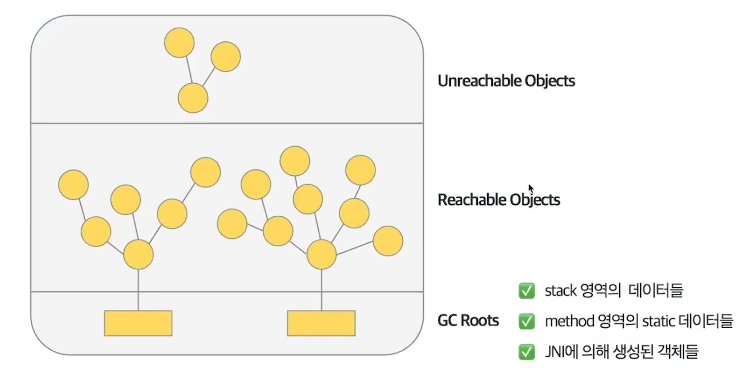 Unreachable Objects
Reachable Objects
GC Roots
stack 영역의 데이터들
method 영역의 static 데이터들
JNI에 의해 생성된 객체들